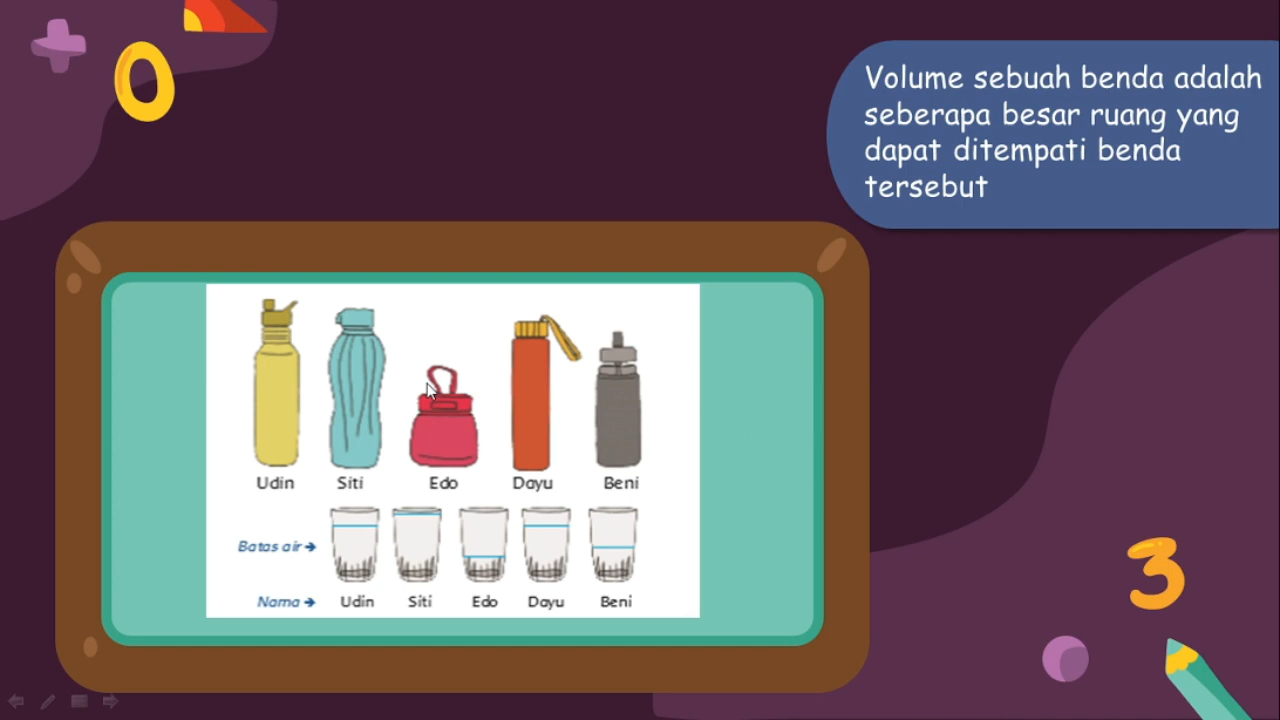 0
Volume sebuah benda adalah
seberapa besar ruang yang
dapat ditempati benda
tersebut
Udin Siti Edo Dayu Beni
Batas air →
Nama → Udin Siti Edo Dayu Beni
3